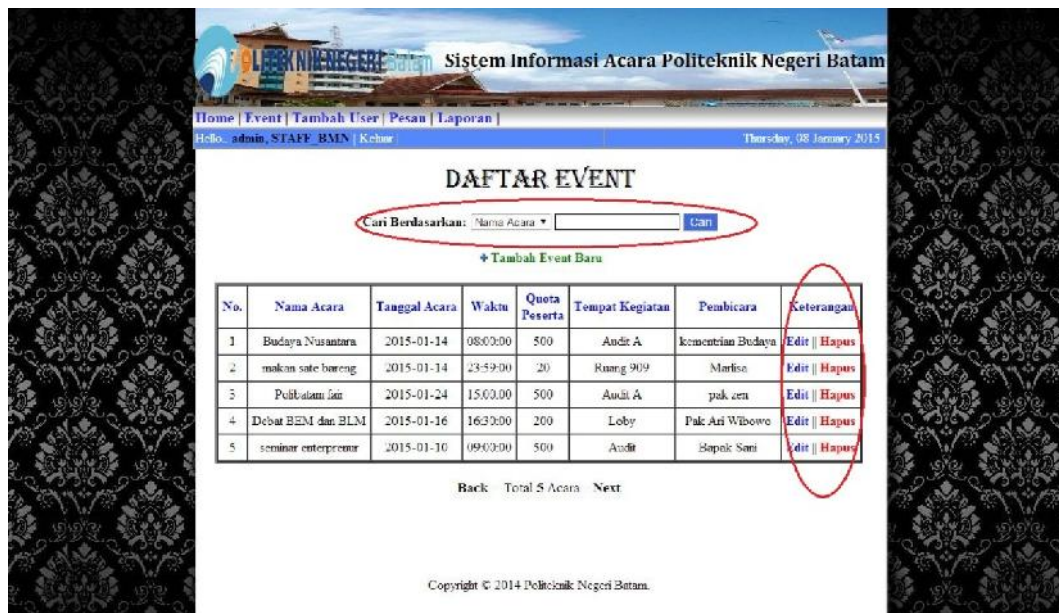 POLITEKNIK NEGERI Batam Sistem Informasi Acara Politeknik Negeri Batam
Home | Event | Tambah User | Pesan | Laporan |
Hello.. admin, STAFF_BMN | Keluar | Thursday, 08 January 2015
DAFTAR EVENT
Cari Berdasarkan: Nama Acara Cari
Tambah Event Baru
No. Nama Acara Tanggal Acara Waktu Quota Peserta Tempat Kegiatan Pembicara Keterangan
1 Budaya Nusantara 2015-01-14 08:00:00 500 Audit A kementrian Budaya Edit || Hapus
2 makan sate bareng 2015-01-14 23:59:00 20 Ruang 909 Marlisa Edit || Hapus
3 Polibatam fair 2015-01-24 15:00:00 500 Audit A pak zen Edit || Hapus
4 Debat BEM dan BLM 2015-01-16 16:30:00 200 Loby Pak Ari Wibowo Edit || Hapus
5 seminar enterprenur 2015-01-10 09:00:00 500 Audit Bapak Sani Edit || Hapus
Back Total 5 Acara Next
Copyright © 2014 Politeknik Negeri Batam.